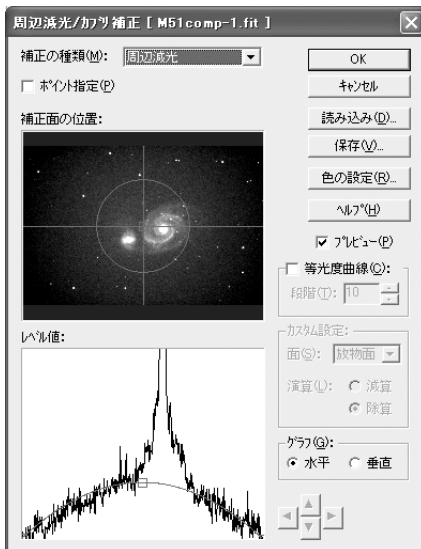 周辺減光/カブリ補正 [ M51comp-1.fit ]
補正の種類(M): 周辺減光
ポイント指定(P)
補正面の位置:
レベル値:
OK
キャンセル
読み込み(D)...
保存(V)...
色の設定(R)...
ヘルプ(H)
プレビュー(P)
等光度曲線(C):
段階(T): 10
カスタム設定:
面(S): 放物面
演算(L): 減算
除算
グラフ(G):
水平 垂直